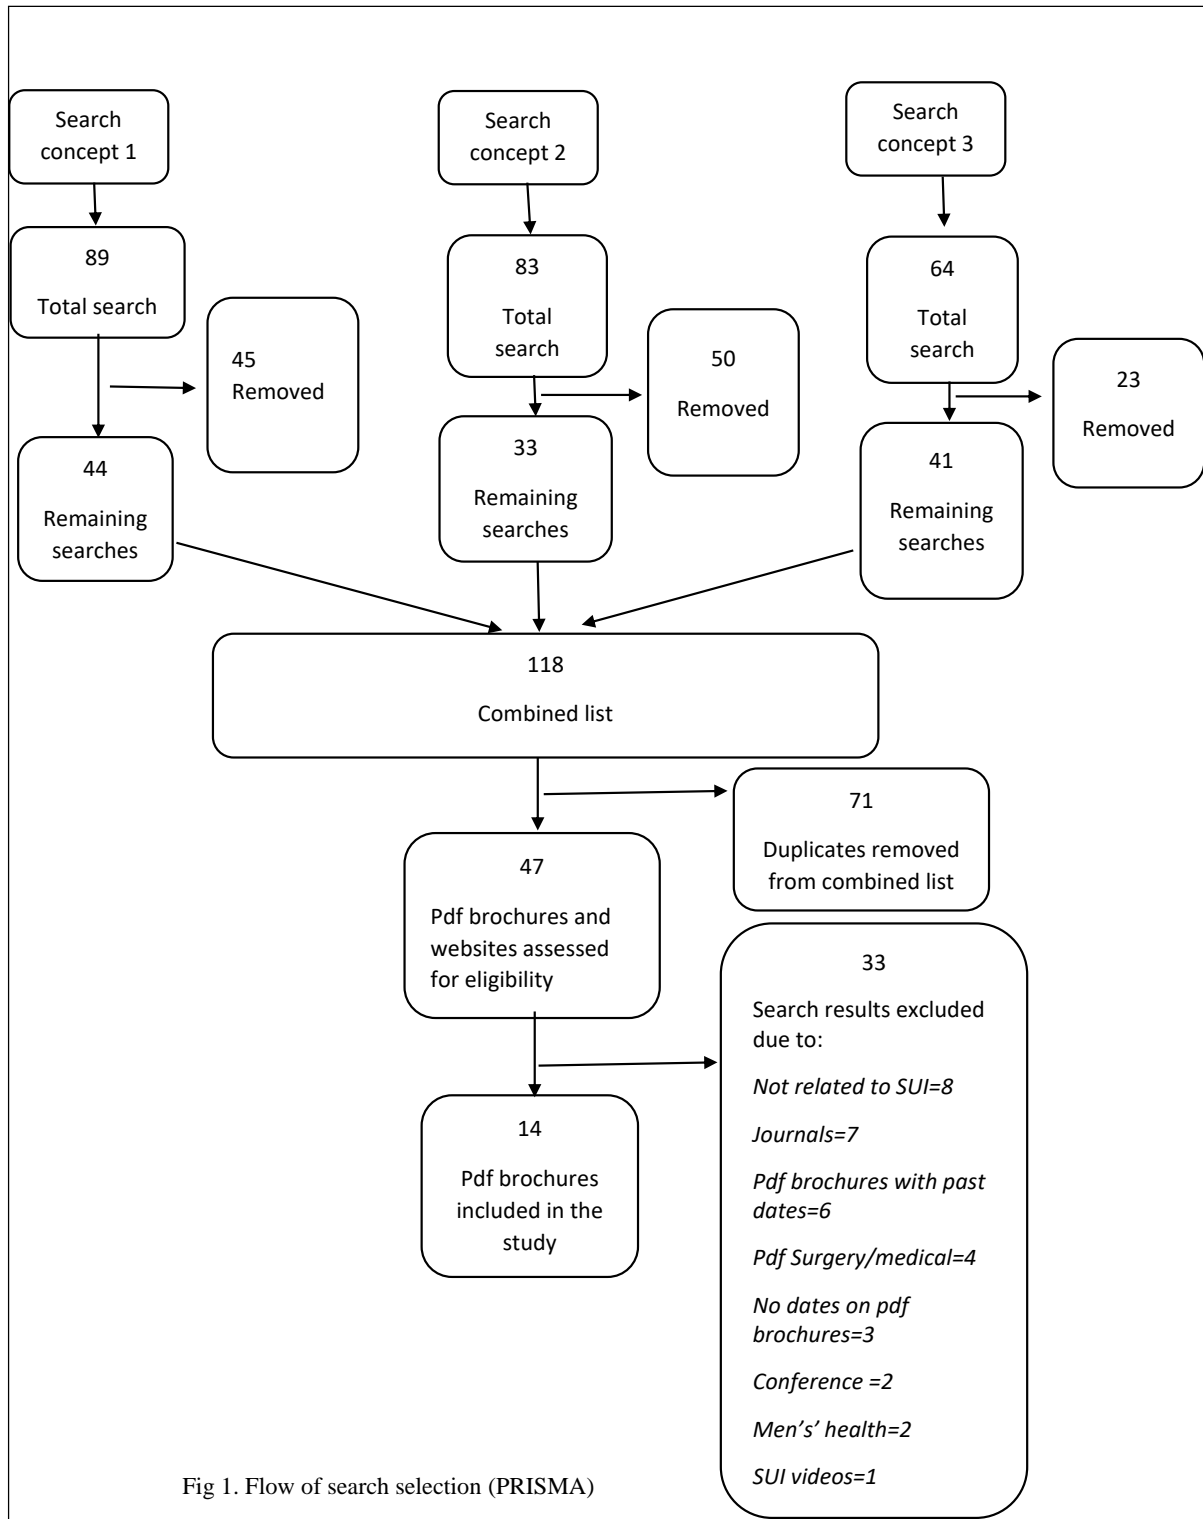 Search
concept 1
Search
concept 2
Search
concept 3
89
Total search
83
Total
search
64
Total
search
45
Removed
50
Removed
23
Removed
44
Remaining
searches
33
Remaining
searches
41
Remaining
searches
118
Combined list
71
Duplicates removed
from combined list
47
Pdf brochures and
websites assessed
for eligibility
33
Search results excluded
due to:
Not related to SUI=8
Journals=7
Pdf brochures with past
dates=6
Pdf Surgery/medical=4
No dates on pdf
brochures=3
Conference =2
Men’s’ health=2
SUI videos=1
14
Pdf brochures
included in the
study
Fig 1. Flow of search selection (PRISMA)